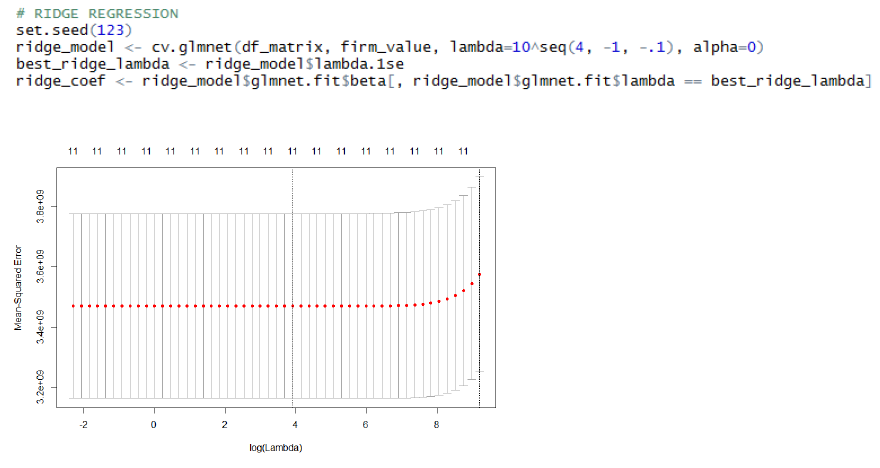 # RIDGE REGRESSION
set.seed(123)
ridge_model <- cv.glmnet(df_matrix, firm_value, lambda=10^seq(4, -1, -.1), alpha=0)
best_ridge_lambda <- ridge_model$lambda.1se
ridge_coef <- ridge_model$glmnet.fit$beta[, ridge_model$glmnet.fit$lambda == best_ridge_lambda]
11 11 11 11 11 11 11 11 11 11 11 11 11 11 11 11 11
3.8e+09
3.6e+09
3.4e+09
3.2e+09
Mean-Squared Error
-2 0 2 4 6 8
log(Lambda)